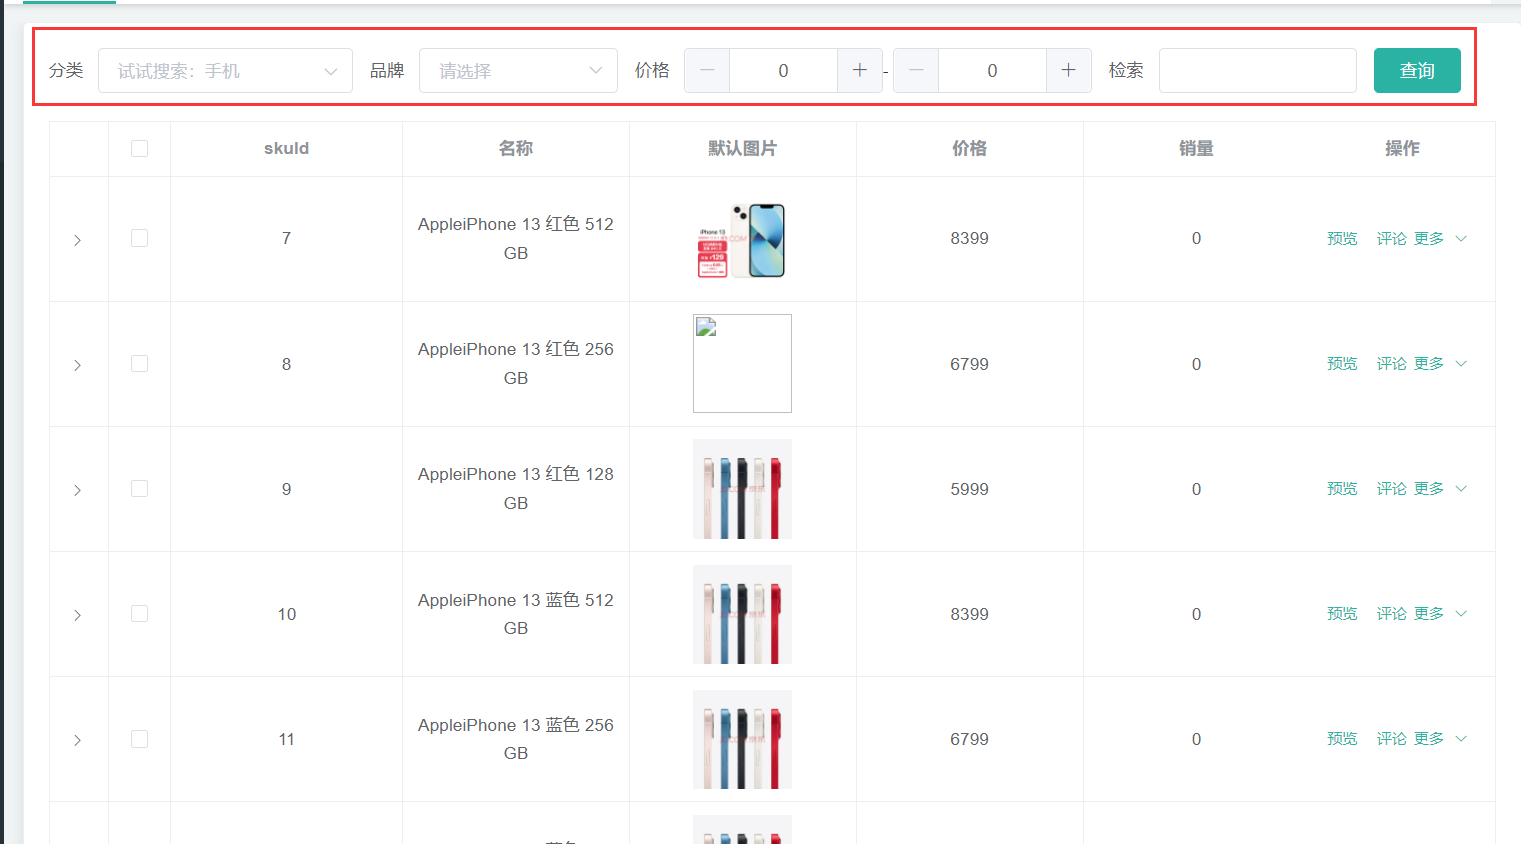 分类 试试搜索：手机 品牌 请选择 价格 — 0 + - — 0 + 检索 查询
skuId 名称 默认图片 价格 销量 操作
7 AppleiPhone 13 红色 512 8399 0 预览 评论 更多
GB
iPhone 13
¥129
8 AppleiPhone 13 红色 256 6799 0 预览 评论 更多
GB
9 AppleiPhone 13 红色 128 5999 0 预览 评论 更多
GB
10 AppleiPhone 13 蓝色 512 8399 0 预览 评论 更多
GB
11 AppleiPhone 13 蓝色 256 6799 0 预览 评论 更多
GB